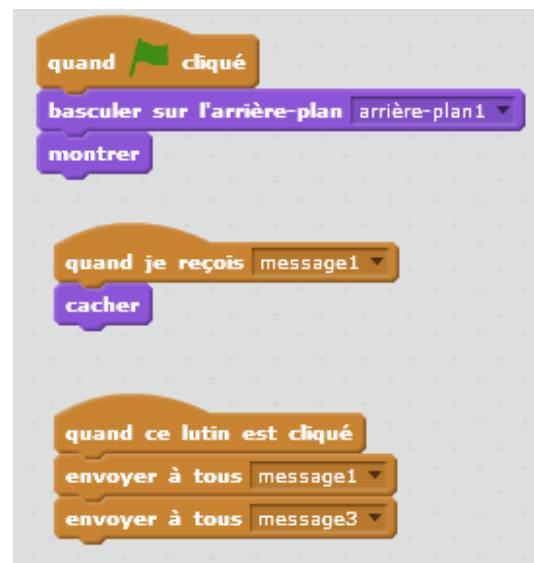 quand cliqué
basculer sur l'arrière-plan arrière-plan1
montrer
quand je reçois message1
cacher
quand ce lutin est cliqué
envoyer à tous message1
envoyer à tous message3